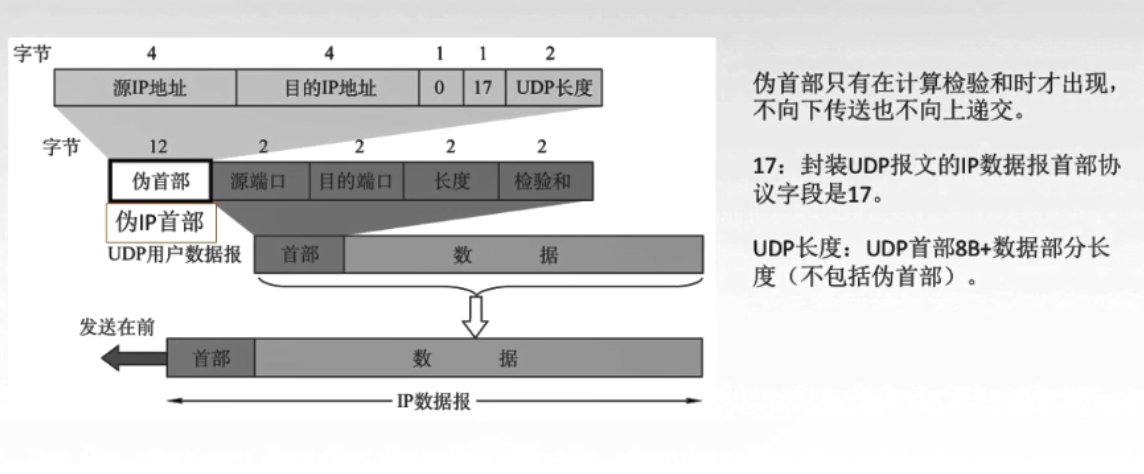 字节 4 4 1 1 2
源IP地址 目的IP地址 0 17 UDP长度
字节 12 2 2 2 2
伪首部 源端口 目的端口 长度 检验和
伪IP首部
UDP用户数据报 首部 数 据
发送在前
首部 数 据
IP数据报
伪首部只有在计算检验和时才出现，
不向下传送也不向上递交。
17：封装UDP报文的IP数据报首部协
议字段是17。
UDP长度：UDP首部8B+数据部分长
度（不包括伪首部）。